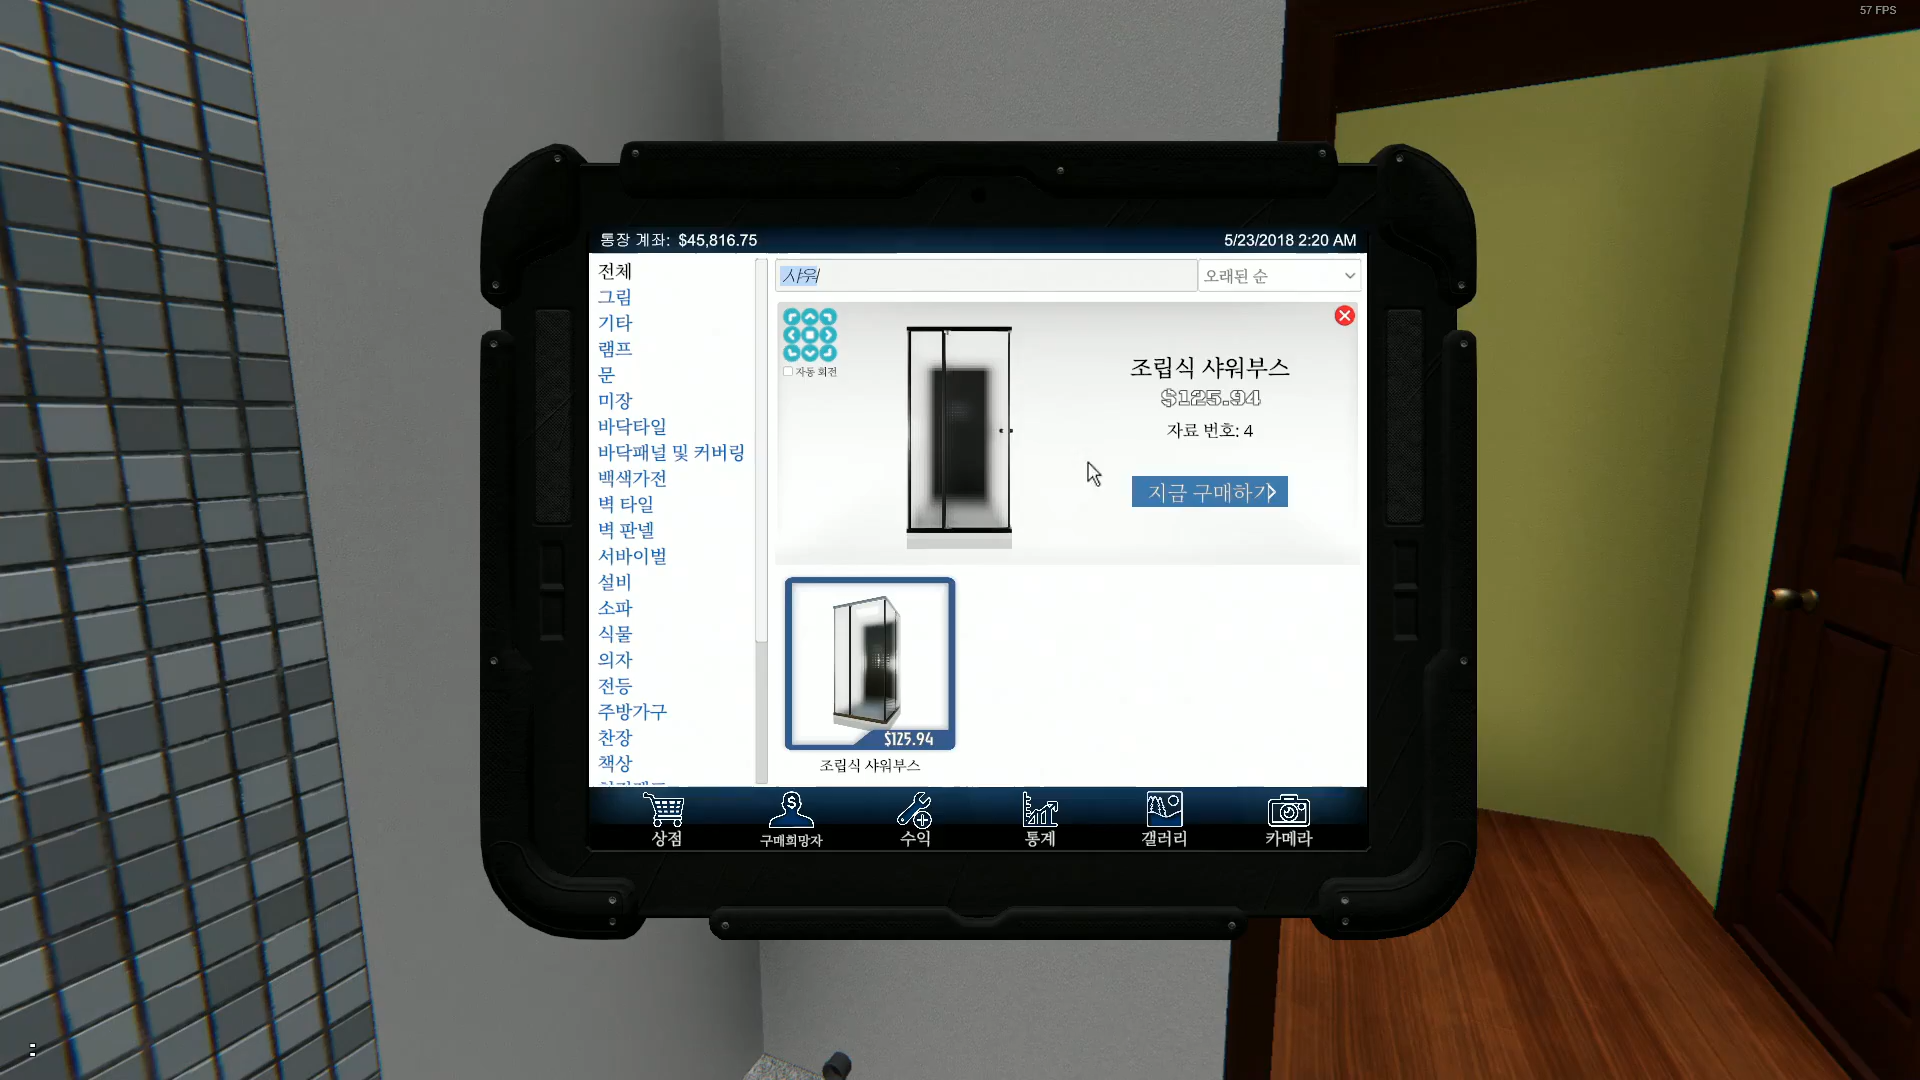 57 FPS
통장 계좌: $45,816.75
5/23/2018 2:20 AM
전체
그림
기타
램프
문
미장
바닥타일
바닥패널 및 커버링
백색가전
벽 타일
벽 판넬
서바이벌
설비
소파
식물
의자
전등
주방가구
찬장
책상
샤워
오래된 순
자동 회전
조립식 샤워부스
$125.94
자료 번호: 4
지금 구매하기
$125.94
조립식 샤워부스
상점
구매희망자
수익
통계
갤러리
카메라